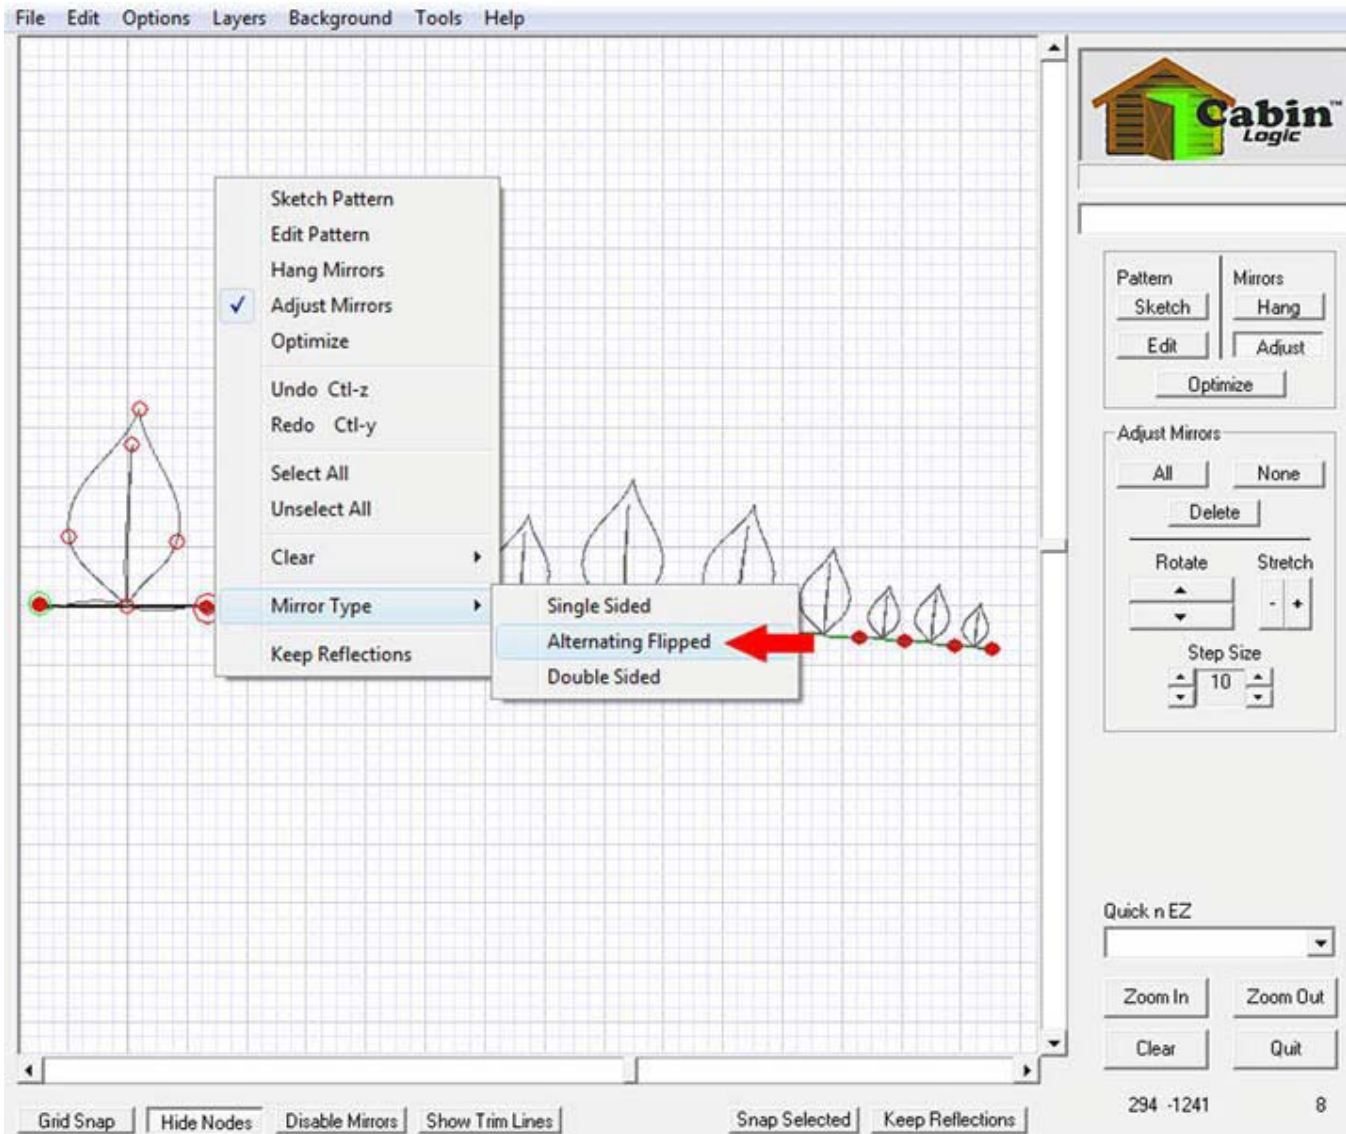 File Edit Options Layers Background Tools Help
Cabin™
Logic
Sketch Pattern
Edit Pattern
Hang Mirrors
✓ Adjust Mirrors
Optimize
Undo Ctl-z
Redo Ctl-y
Select All
Unselect All
Clear
Mirror Type
Keep Reflections
Single Sided
Alternating Flipped
Double Sided
Pattern Mirrors
Sketch Hang
Edit Adjust
Optimize
Adjust Mirrors
All None
Delete
Rotate Stretch
- +
Step Size
10
Quick n EZ
Zoom In Zoom Out
Clear Quit
294 -1241 8
Grid Snap Hide Nodes Disable Mirrors Show Trim Lines Snap Selected Keep Reflections